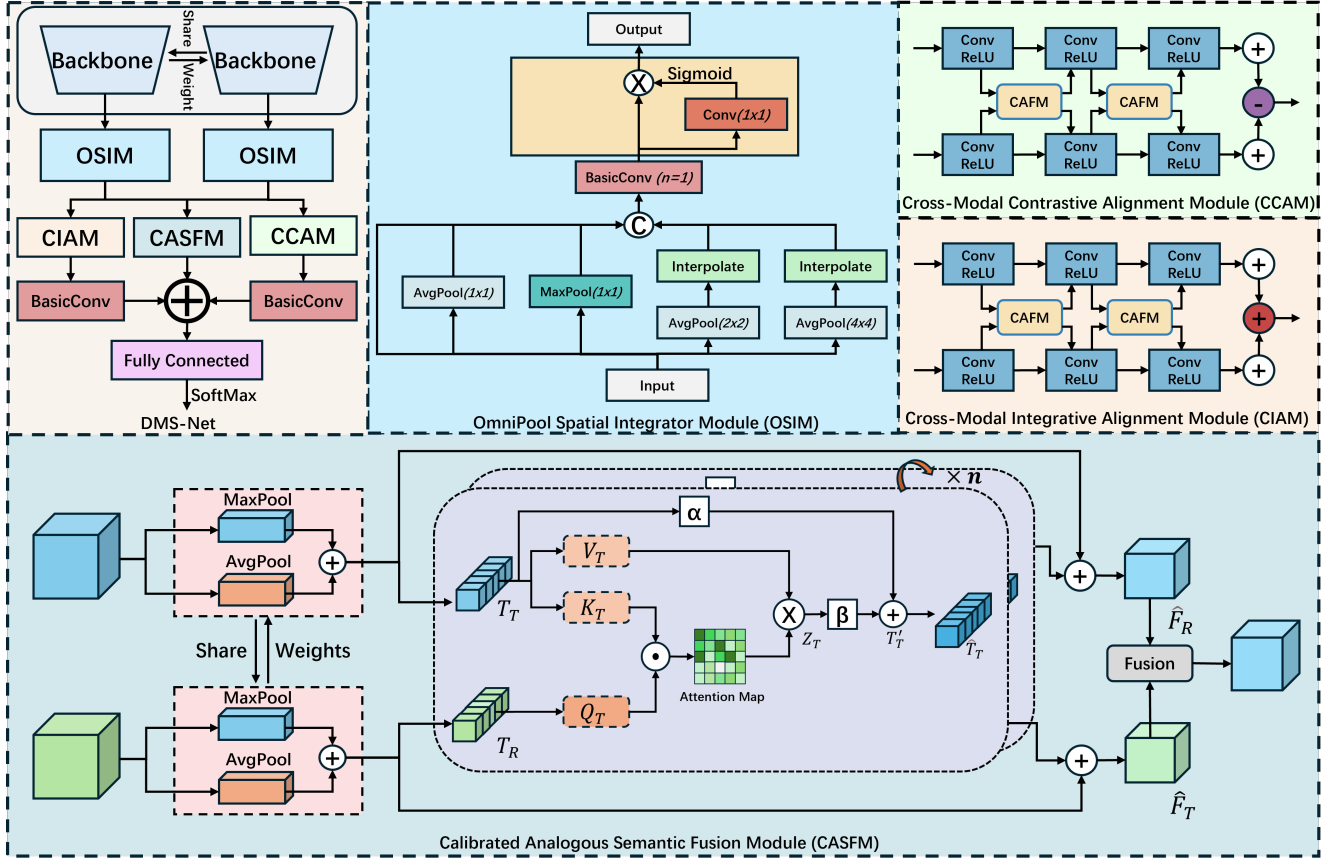 Share
Weight
Backbone
Backbone
OSIM
OSIM
CIAM
CASFM
CCAM
BasicConv
+
BasicConv
Fully Connected
SoftMax
DMS-Net
Output
X
Sigmoid
Conv(1x1)
BasicConv (n=1)
C
AvgPool(1x1)
MaxPool(1x1)
Interpolate
Interpolate
AvgPool(2x2)
AvgPool(4x4)
Input
OmniPool Spatial Integrator Module (OSIM)
Conv
ReLU
Conv
ReLU
Conv
ReLU
+
CAFM
CAFM
-
Conv
ReLU
Conv
ReLU
Conv
ReLU
+
Cross-Modal Contrastive Alignment Module (CCAM)
Conv
ReLU
Conv
ReLU
Conv
ReLU
+
CAFM
CAFM
+
Conv
ReLU
Conv
ReLU
Conv
ReLU
+
Cross-Modal Integrative Alignment Module (CIAM)
MaxPool
AvgPool
+
Share
Weights
MaxPool
AvgPool
+
× n
α
V_T
T_T
K_T
X
Z_T
β
+
T′_T
T̂_T
Attention Map
Q_T
T_R
+
F̂_R
Fusion
+
F̂_T
Calibrated Analogous Semantic Fusion Module (CASFM)